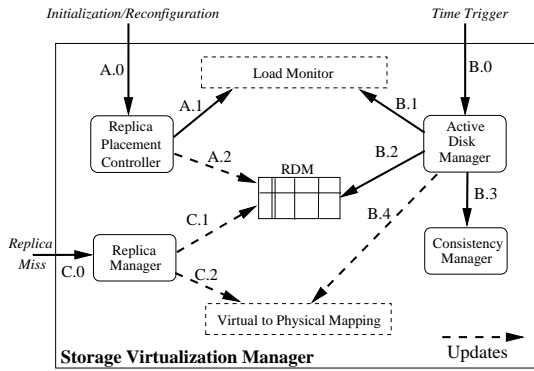 Initialization/Reconfiguration
Time Trigger
A.0
B.0
Load Monitor
A.1
B.1
Replica
Placement
Controller
Active
Disk
Manager
A.2
B.2
RDM
B.3
C.1
B.4
Replica
Miss
C.0
Replica
Manager
Consistency
Manager
C.2
Virtual to Physical Mapping
Storage Virtualization Manager
Updates